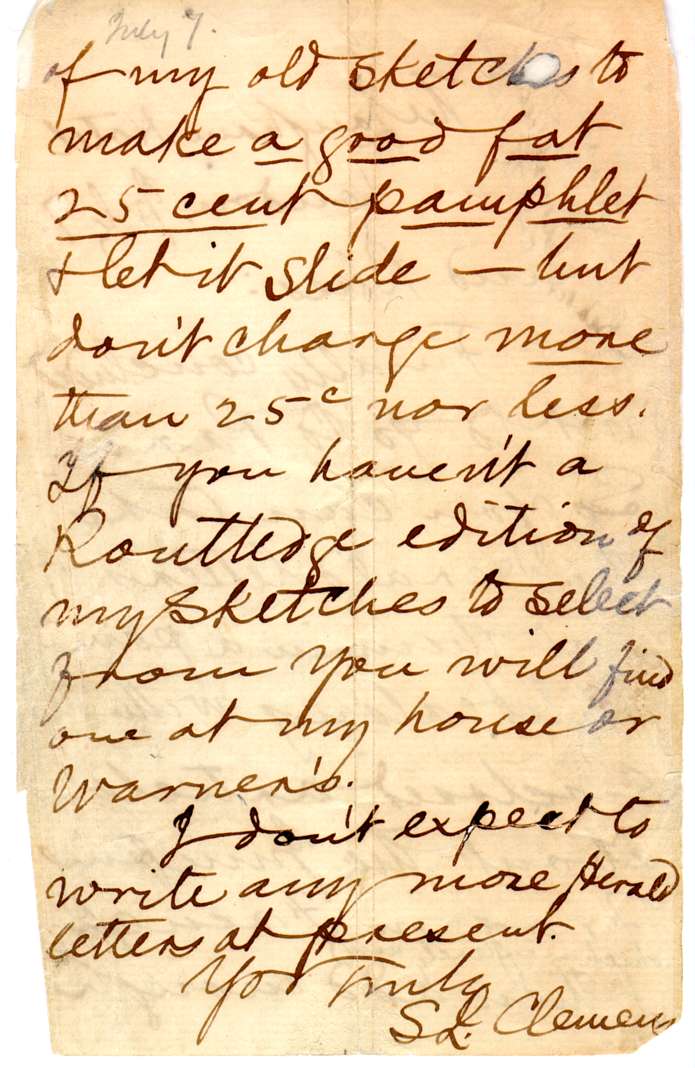 July 7.
of my old sketches to
make a good fat
25 cent pamphlet
& let it slide — but
don't charge more
than 25c nor less.
If you haven't a
Routledge edition of
my sketches to select
from you will find
one at my house or
Warner's.
I don't expect to
write any more Herald
letters at present.
Yrs Truly
S.L. Clemens